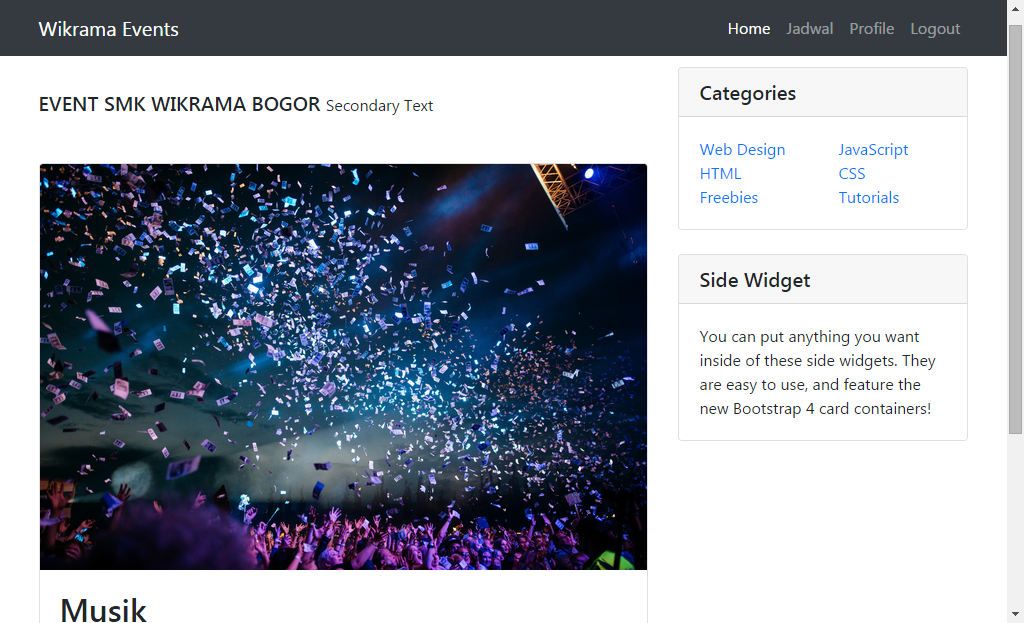 Wikrama Events
Home Jadwal Profile Logout
EVENT SMK WIKRAMA BOGOR Secondary Text
Musik
Categories
Web Design JavaScript
HTML CSS
Freebies Tutorials
Side Widget
You can put anything you want
inside of these side widgets. They
are easy to use, and feature the
new Bootstrap 4 card containers!